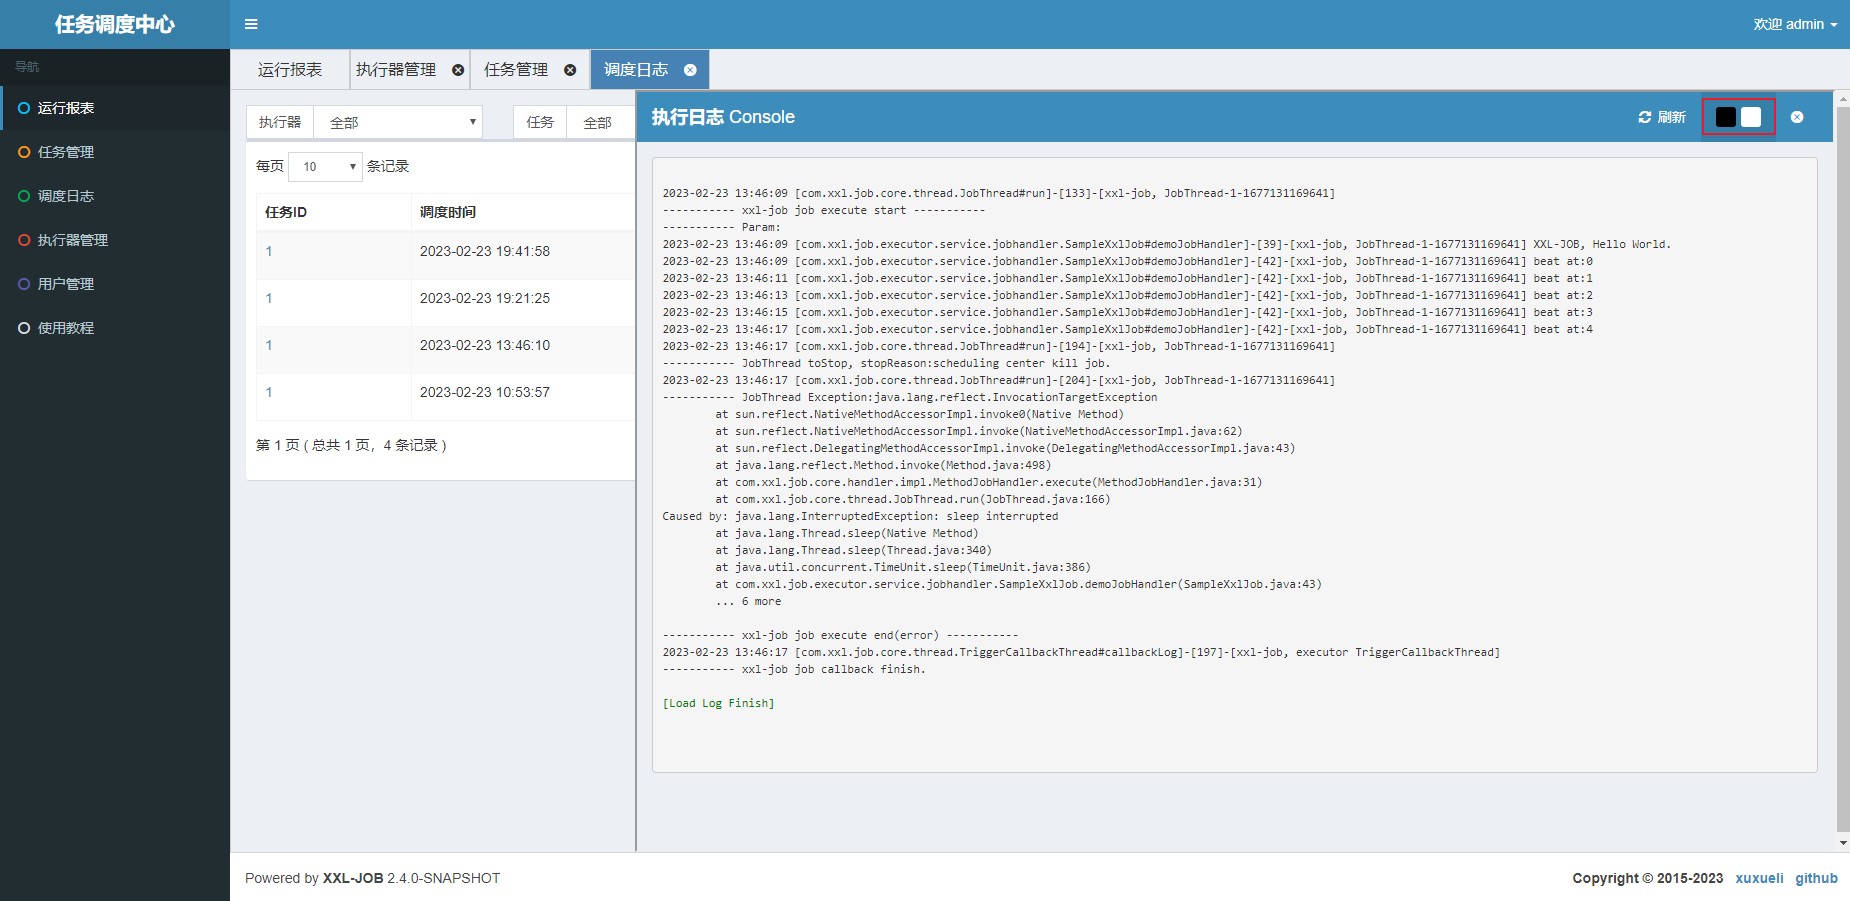 任务调度中心
欢迎 admin
导航
运行报表
任务管理
调度日志
执行器管理
用户管理
使用教程
运行报表 执行器管理 任务管理 调度日志
执行器 全部 任务 全部
每页 10 条记录
任务ID 调度时间
1 2023-02-23 19:41:58
1 2023-02-23 19:21:25
1 2023-02-23 13:46:10
1 2023-02-23 10:53:57
第 1 页 ( 总共 1 页，4 条记录 )
执行日志 Console 刷新
2023-02-23 13:46:09 [com.xxl.job.core.thread.JobThread#run]-[133]-[xxl-job, JobThread-1-1677131169641]
----------- xxl-job job execute start -----------
----------- Param:
2023-02-23 13:46:09 [com.xxl.job.executor.service.jobhandler.SampleXxlJob#demoJobHandler]-[39]-[xxl-job, JobThread-1-1677131169641] XXL-JOB, Hello World.
2023-02-23 13:46:09 [com.xxl.job.executor.service.jobhandler.SampleXxlJob#demoJobHandler]-[42]-[xxl-job, JobThread-1-1677131169641] beat at:0
2023-02-23 13:46:11 [com.xxl.job.executor.service.jobhandler.SampleXxlJob#demoJobHandler]-[42]-[xxl-job, JobThread-1-1677131169641] beat at:1
2023-02-23 13:46:13 [com.xxl.job.executor.service.jobhandler.SampleXxlJob#demoJobHandler]-[42]-[xxl-job, JobThread-1-1677131169641] beat at:2
2023-02-23 13:46:15 [com.xxl.job.executor.service.jobhandler.SampleXxlJob#demoJobHandler]-[42]-[xxl-job, JobThread-1-1677131169641] beat at:3
2023-02-23 13:46:17 [com.xxl.job.executor.service.jobhandler.SampleXxlJob#demoJobHandler]-[42]-[xxl-job, JobThread-1-1677131169641] beat at:4
2023-02-23 13:46:17 [com.xxl.job.core.thread.JobThread#run]-[194]-[xxl-job, JobThread-1-1677131169641]
----------- JobThread toStop, stopReason:scheduling center kill job.
2023-02-23 13:46:17 [com.xxl.job.core.thread.JobThread#run]-[204]-[xxl-job, JobThread-1-1677131169641]
----------- JobThread Exception:java.lang.reflect.InvocationTargetException
at sun.reflect.NativeMethodAccessorImpl.invoke0(Native Method)
at sun.reflect.NativeMethodAccessorImpl.invoke(NativeMethodAccessorImpl.java:62)
at sun.reflect.DelegatingMethodAccessorImpl.invoke(DelegatingMethodAccessorImpl.java:43)
at java.lang.reflect.Method.invoke(Method.java:498)
at com.xxl.job.core.handler.impl.MethodJobHandler.execute(MethodJobHandler.java:31)
at com.xxl.job.core.thread.JobThread.run(JobThread.java:166)
Caused by: java.lang.InterruptedException: sleep interrupted
at java.lang.Thread.sleep(Native Method)
at java.lang.Thread.sleep(Thread.java:340)
at java.util.concurrent.TimeUnit.sleep(TimeUnit.java:386)
at com.xxl.job.executor.service.jobhandler.SampleXxlJob.demoJobHandler(SampleXxlJob.java:43)
... 6 more
----------- xxl-job job execute end(error) -----------
2023-02-23 13:46:17 [com.xxl.job.core.thread.TriggerCallbackThread#callbackLog]-[197]-[xxl-job, executor TriggerCallbackThread]
----------- xxl-job job callback finish.
[Load Log Finish]
Powered by XXL-JOB 2.4.0-SNAPSHOT
Copyright © 2015-2023 xuxueli github